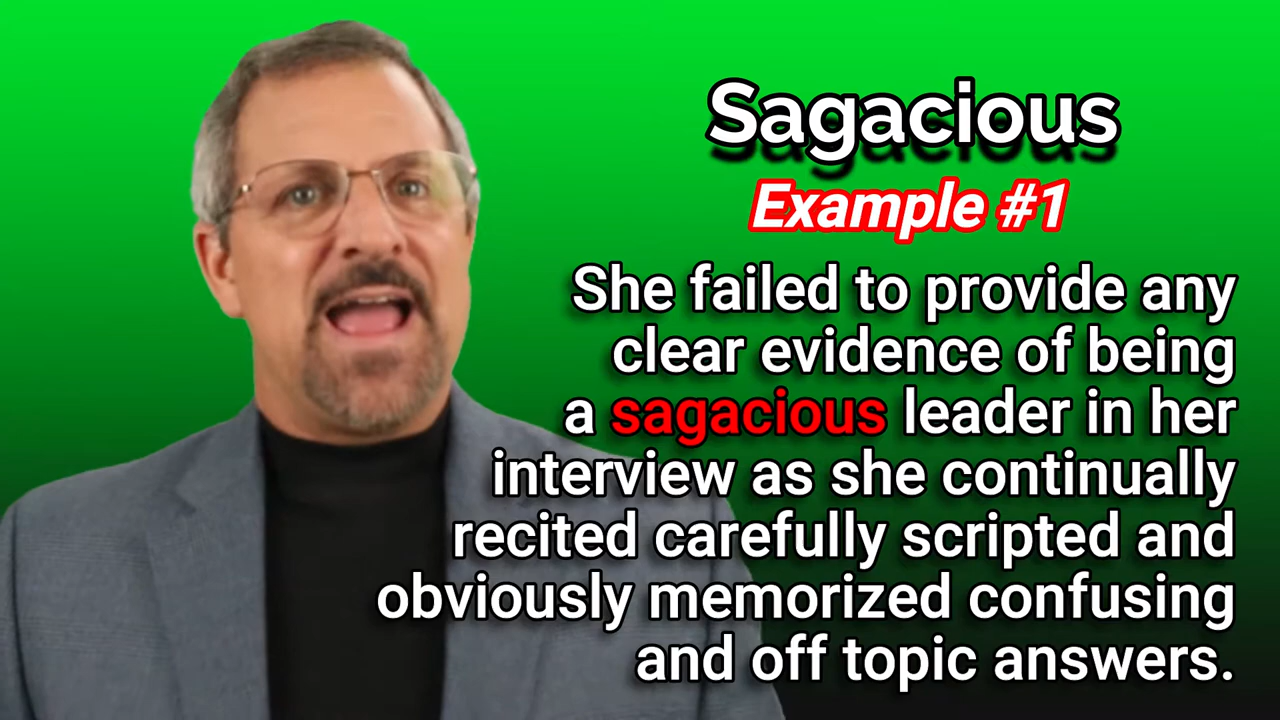 Sagacious
Example #1
She failed to provide any
clear evidence of being
a sagacious leader in her
interview as she continually
recited carefully scripted and
obviously memorized confusing
and off topic answers.